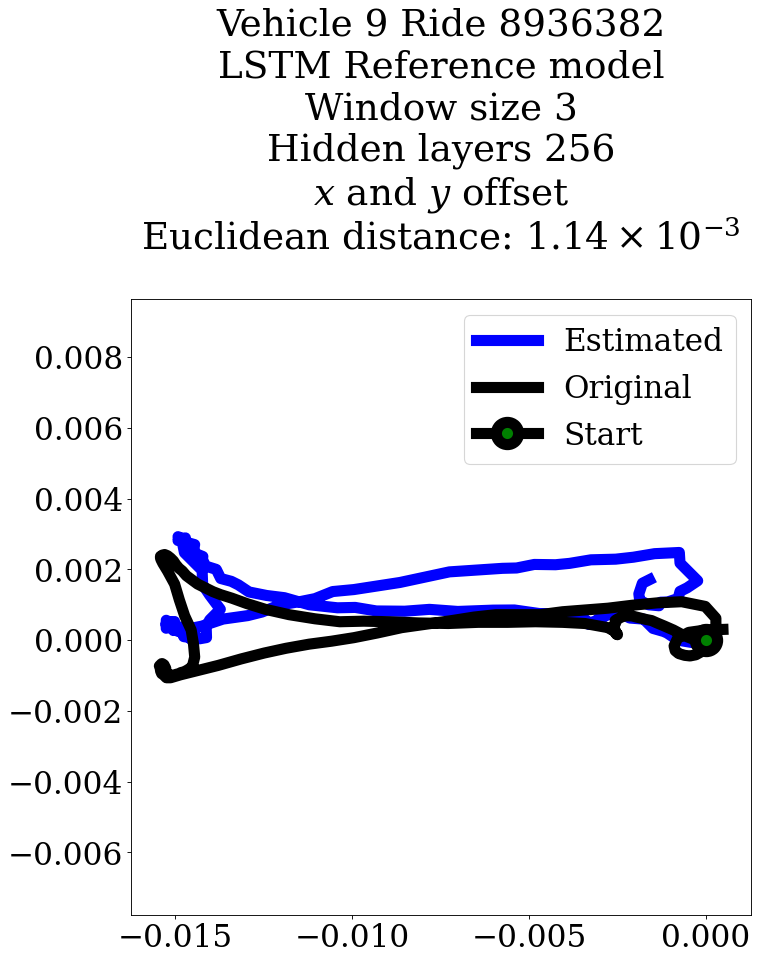 Vehicle 9 Ride 8936382
LSTM Reference model
Window size 3
Hidden layers 256
x and y offset
Euclidean distance: 1.14 × 10⁻³
Estimated
Original
Start
0.008
0.006
0.004
0.002
0.000
−0.002
−0.004
−0.006
−0.015 −0.010 −0.005 0.000